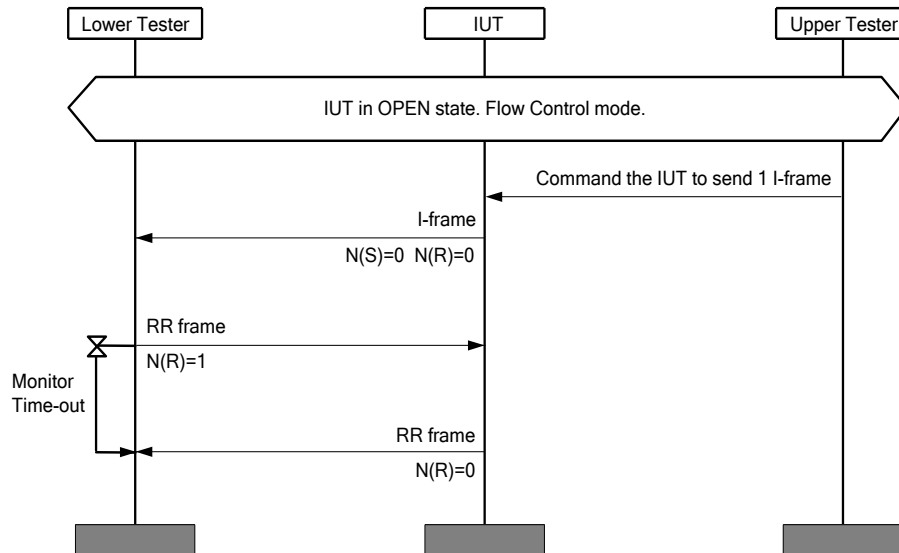 Lower Tester
IUT
Upper Tester
IUT in OPEN state. Flow Control mode.
Command the IUT to send 1 I-frame
I-frame
N(S)=0 N(R)=0
RR frame
N(R)=1
Monitor
Time-out
RR frame
N(R)=0